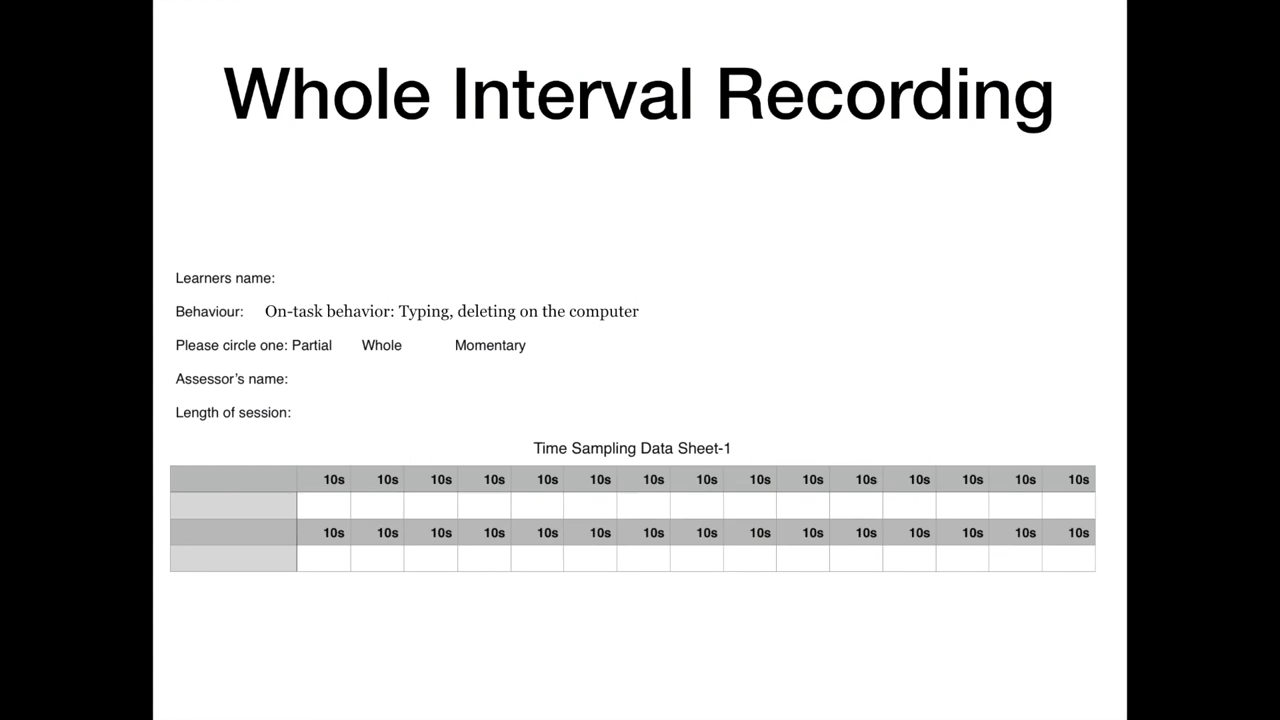 Whole Interval Recording
Learners name:
Behaviour: On-task behavior: Typing, deleting on the computer
Please circle one: Partial Whole Momentary
Assessor's name:
Length of session:
Time Sampling Data Sheet-1
10s 10s 10s 10s 10s 10s 10s 10s 10s 10s 10s 10s 10s 10s 10s
10s 10s 10s 10s 10s 10s 10s 10s 10s 10s 10s 10s 10s 10s 10s